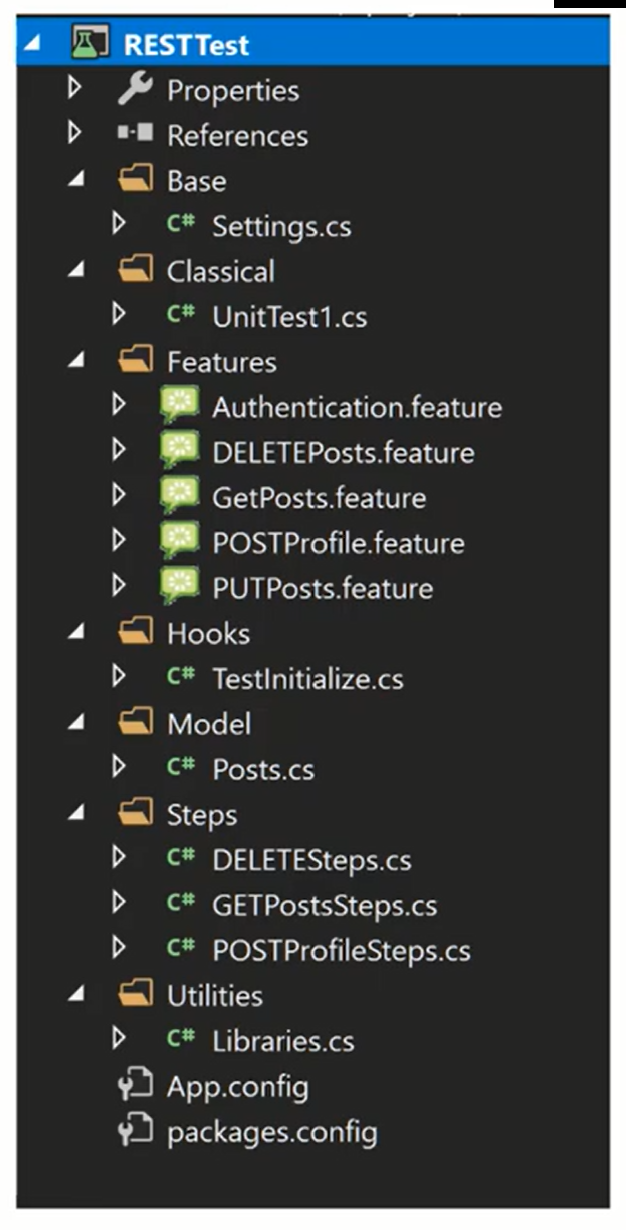 RESTTest
Properties
References
Base
C# Settings.cs
Classical
C# UnitTest1.cs
Features
Authentication.feature
DELETEPosts.feature
GetPosts.feature
POSTProfile.feature
PUTPosts.feature
Hooks
C# TestInitialize.cs
Model
C# Posts.cs
Steps
C# DELETESteps.cs
C# GETPostsSteps.cs
C# POSTProfileSteps.cs
Utilities
C# Libraries.cs
App.config
packages.config